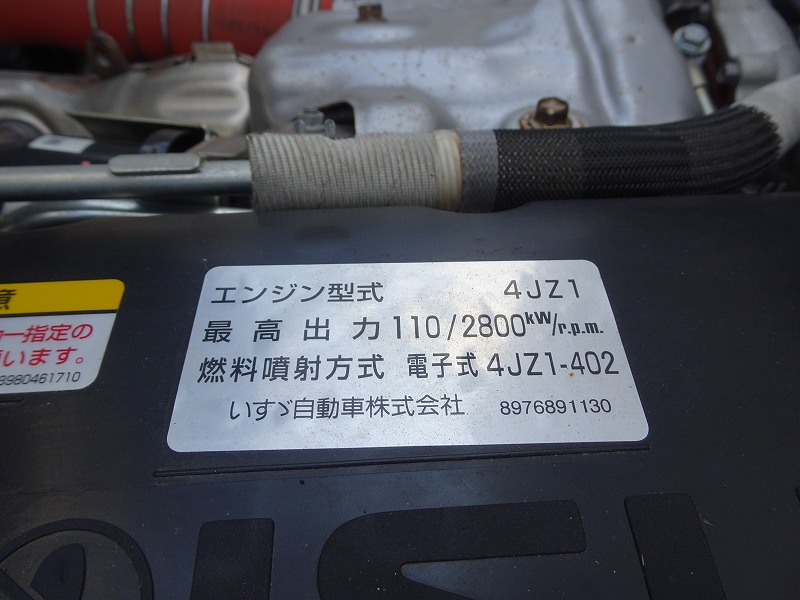 エンジン型式 4JZ1
最高出力 110/2800kW/r.p.m.
燃料噴射方式 電子式 4JZ1-402
いすゞ自動車株式会社 8976891130
意
一指定の
います。
8980461710